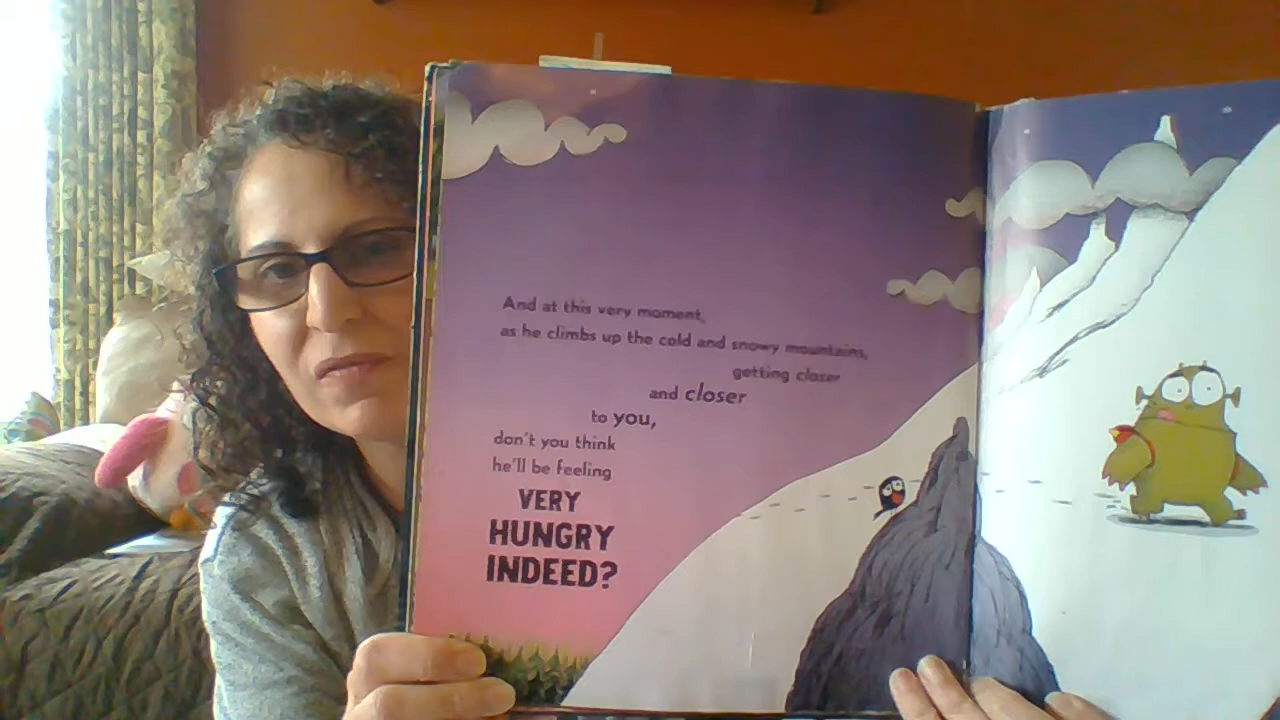 And at this very moment,
as he climbs up the cold and snowy mountains,
getting closer
and closer
to you,
don't you think
he'll be feeling
VERY
HUNGRY
INDEED?